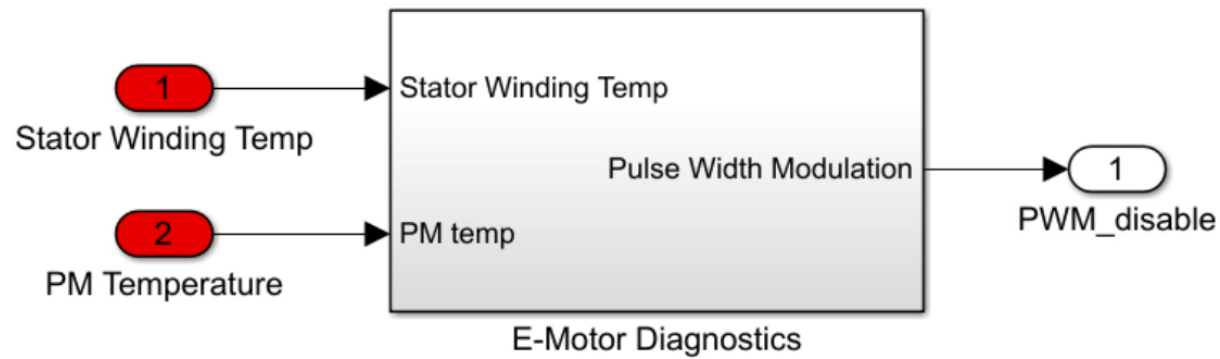 1
Stator Winding Temp
2
PM Temperature
Stator Winding Temp
PM temp
Pulse Width Modulation
E-Motor Diagnostics
1
PWM_disable